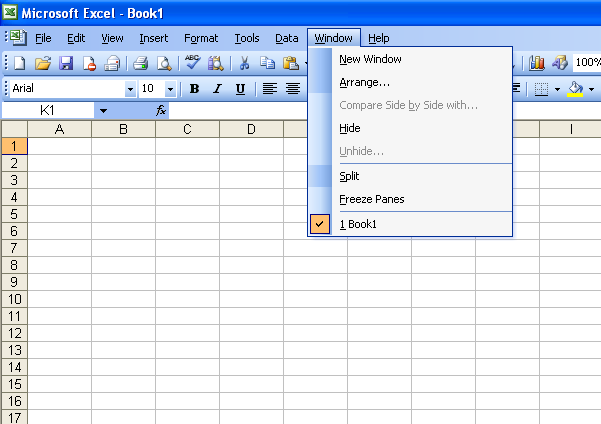 Microsoft Excel - Book1
File Edit View Insert Format Tools Data Window Help
New Window
Arrange...
Compare Side by Side with...
Hide
Unhide...
Split
Freeze Panes
1 Book1
ABC 100%
Arial 10 B I U
K1 fx
A B C D I
1
2
3
4
5
6
7
8
9
10
11
12
13
14
15
16
17